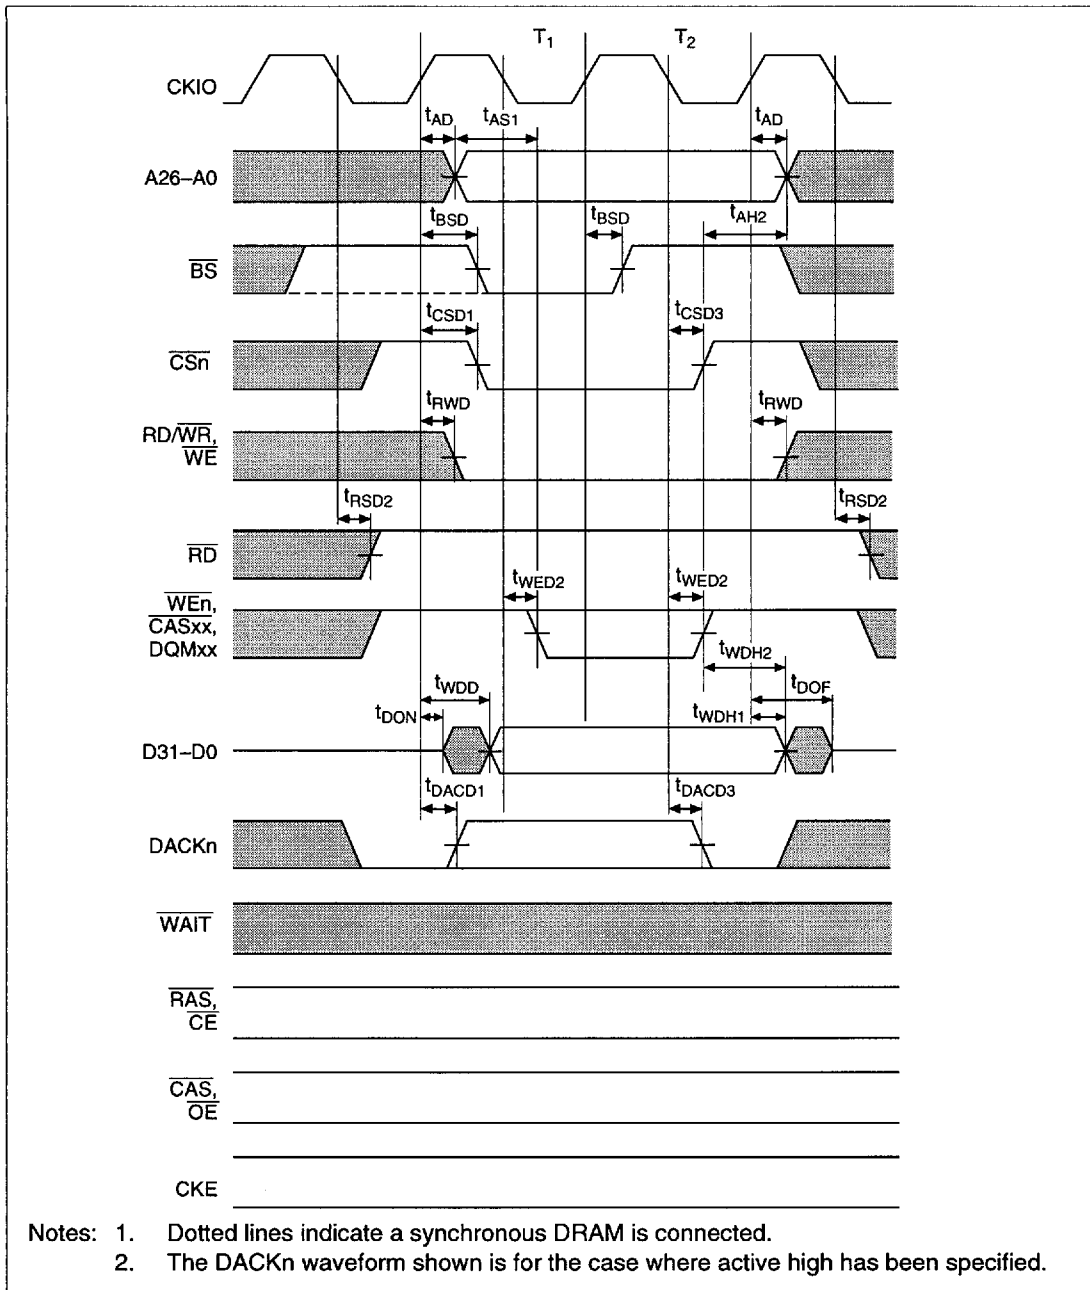 T1 T2
CKIO
tAD tAS1 tAD
A26–A0
tBSD tBSD tAH2
BS
tCSD1 tCSD3
CSn
tRWD tRWD
RD/WR,
WE
tRSD2 tRSD2
RD
tWED2 tWED2
WEn,
CASxx,
DQMxx
tWDH2
tWDD tDOF
tDON tWDH1
D31–D0
tDACD1 tDACD3
DACKn
WAIT
RAS,
CE
CAS,
OE
CKE
Notes: 1. Dotted lines indicate a synchronous DRAM is connected.
2. The DACKn waveform shown is for the case where active high has been specified.